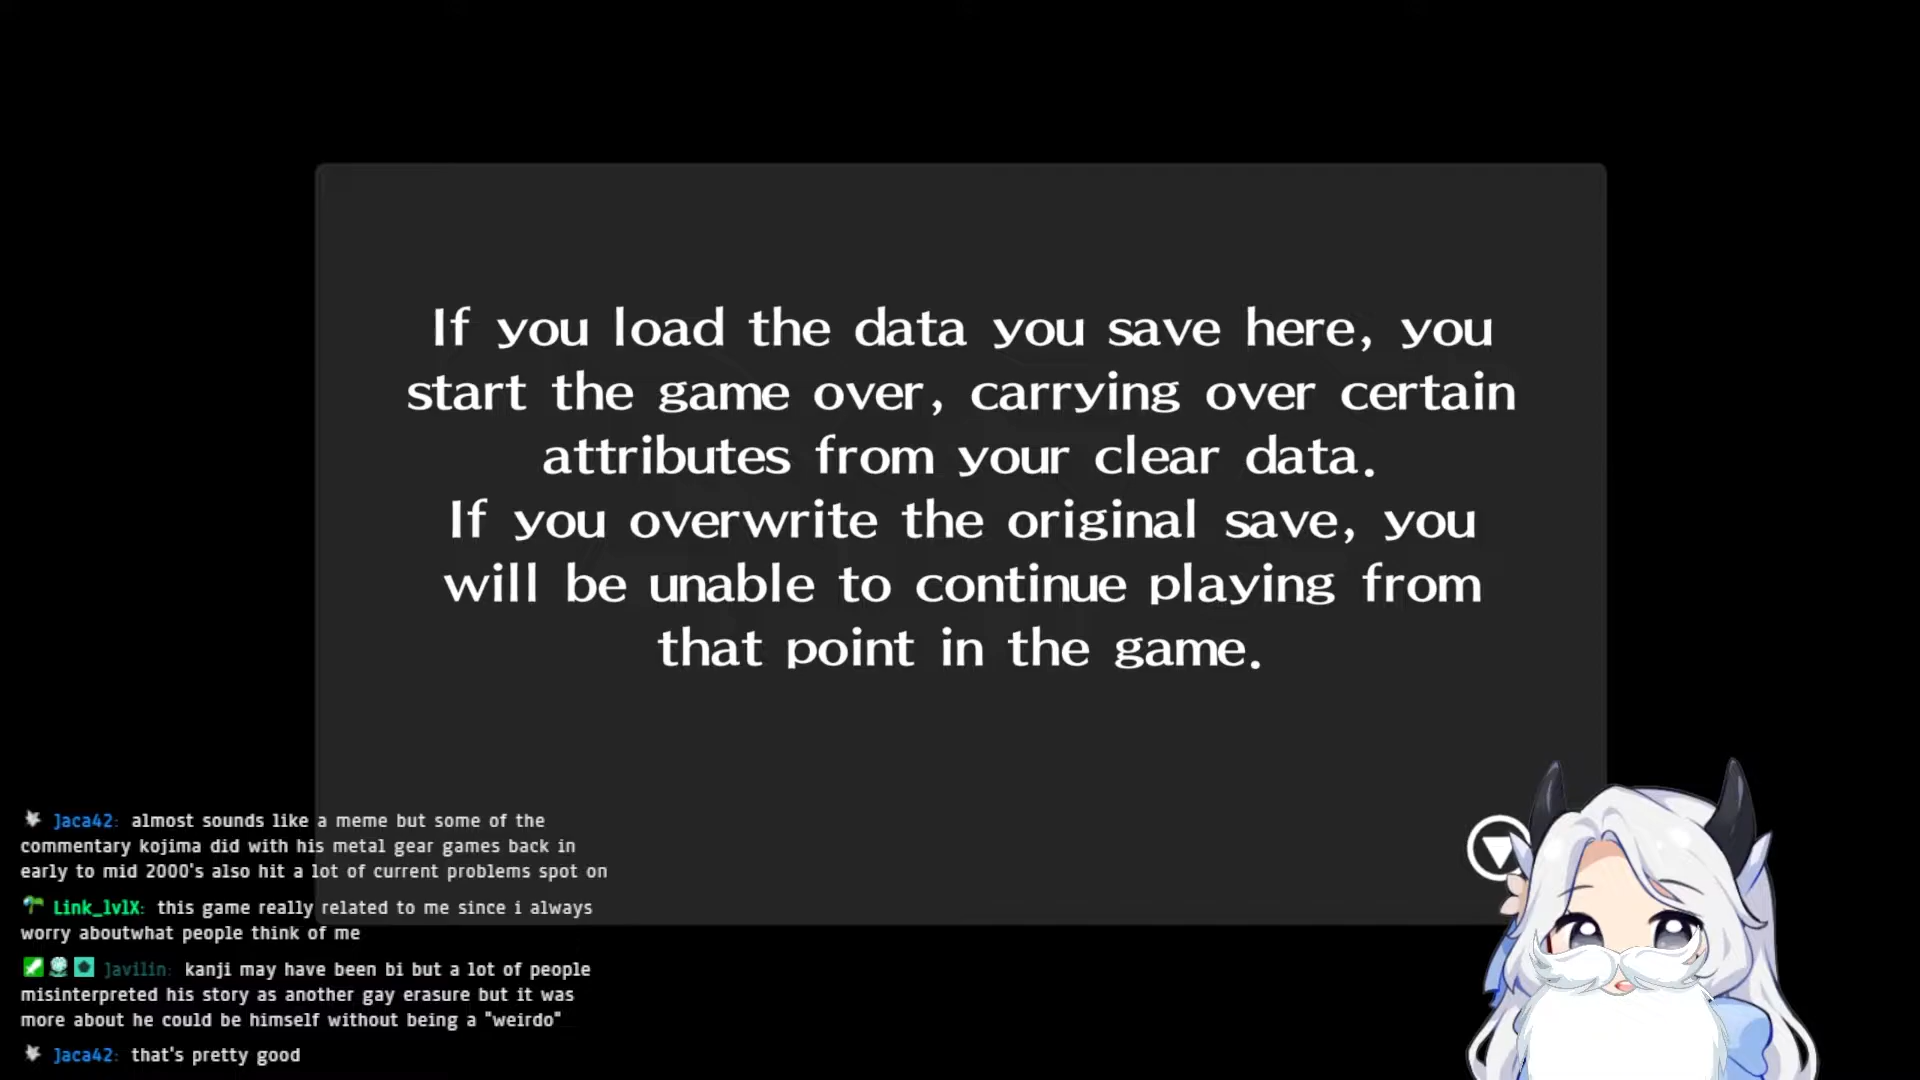 If you load the data you save here, you
start the game over, carrying over certain
attributes from your clear data.
If you overwrite the original save, you
will be unable to continue playing from
that point in the game.
Jaca42: almost sounds like a meme but some of the
commentary kojima did with his metal gear games back in
early to mid 2000's also hit a lot of current problems spot on
Link_lvlX: this game really related to me since i always
worry aboutwhat people think of me
javilin: kanji may have been bi but a lot of people
misinterpreted his story as another gay erasure but it was
more about he could be himself without being a "weirdo"
Jaca42: that's pretty good